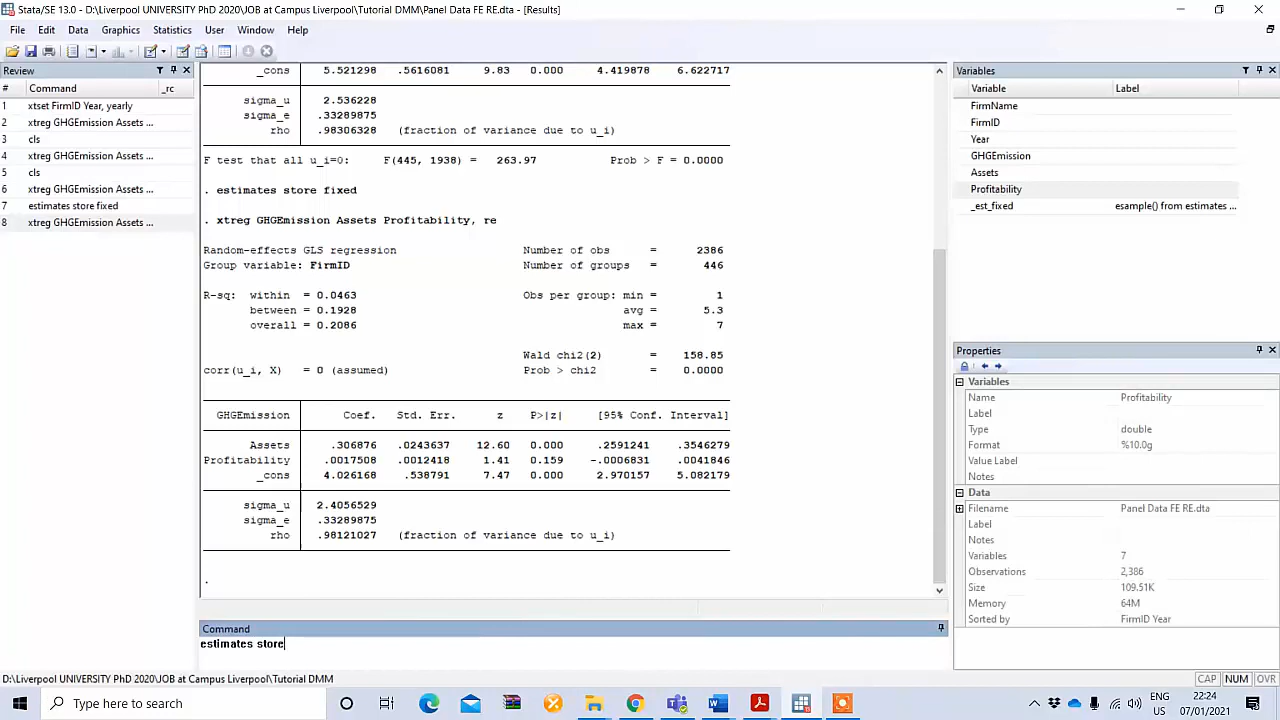 Stata/SE 13.0 - D:\Liverpool UNIVERSITY PhD 2020\JOB at Campus Liverpool\Tutorial DMM\Panel Data FE RE.dta - [Results]
File Edit Data Graphics Statistics User Window Help
Review
# Command _rc
1 xtset FirmID Year, yearly
2 xtreg GHGEmission Assets ...
3 cls
4 xtreg GHGEmission Assets ...
5 cls
6 xtreg GHGEmission Assets ...
7 estimates store fixed
8 xtreg GHGEmission Assets ...
_cons 5.521298 .5616081 9.83 0.000 4.419878 6.622717
sigma_u 2.536228
sigma_e .33289875
rho .98306328 (fraction of variance due to u_i)
F test that all u_i=0: F(445, 1938) = 263.97 Prob > F = 0.0000
. estimates store fixed
. xtreg GHGEmission Assets Profitability, re
Random-effects GLS regression Number of obs = 2386
Group variable: FirmID Number of groups = 446
R-sq: within = 0.0463 Obs per group: min = 1
between = 0.1928 avg = 5.3
overall = 0.2086 max = 7
Wald chi2(2) = 158.85
corr(u_i, X) = 0 (assumed) Prob > chi2 = 0.0000
GHGEmission Coef. Std. Err. z P>|z| [95% Conf. Interval]
Assets .306876 .0243637 12.60 0.000 .2591241 .3546279
Profitability .0017508 .0012418 1.41 0.159 -.0006831 .0041846
_cons 4.026168 .538791 7.47 0.000 2.970157 5.082179
sigma_u 2.4056529
sigma_e .33289875
rho .98121027 (fraction of variance due to u_i)
.
Command
estimates store
Variables
Variable Label
FirmName
FirmID
Year
GHGEmission
Assets
Profitability
_est_fixed esample() from estimates ...
Properties
Variables
Name Profitability
Label
Type double
Format %10.0g
Value Label
Notes
Data
Filename Panel Data FE RE.dta
Label
Notes
Variables 7
Observations 2,386
Size 109.51K
Memory 64M
Sorted by FirmID Year
D:\Liverpool UNIVERSITY PhD 2020\JOB at Campus Liverpool\Tutorial DMM CAP NUM OVR
Type here to search
ENG
US
22:24
07/01/2021